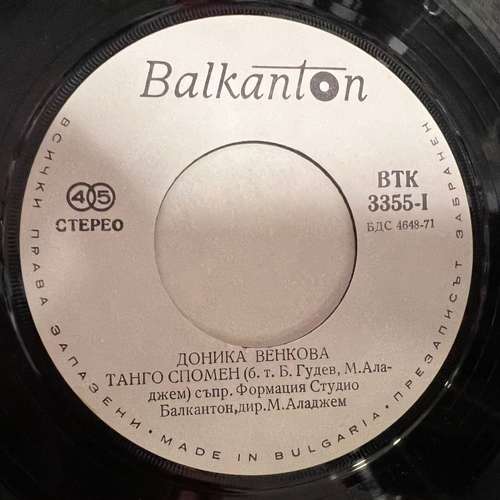 Balkanton
45
СТЕРЕО
ВТК
3355-I
БДС 4648-71
ДОНИКА ВЕНКОВА
ТАНГО СПОМЕН (б. т. Б. Гудев, М.Ала-
джем) съпр. Формация Студио
Балкантон, дир. М. Аладжем
ВСИЧКИ ПРАВА ЗАПАЗЕНИ • MADE IN BULGARIA • ПРЕЗАПИСЪТ ЗАБРАНЕН